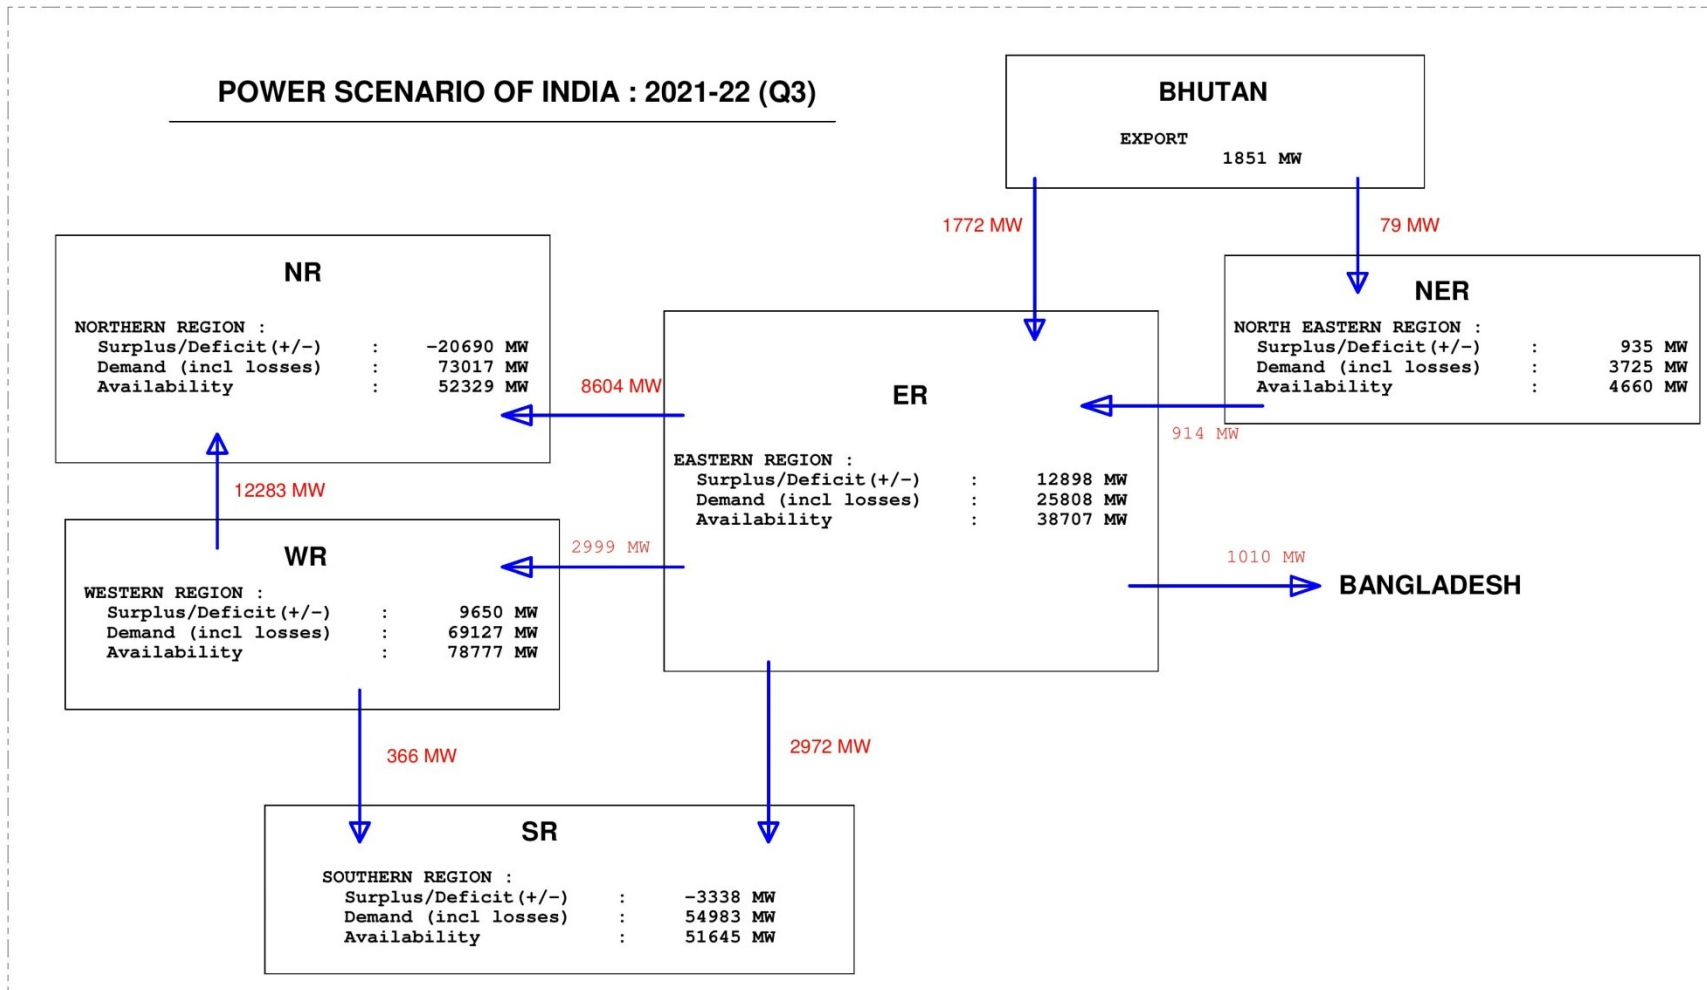 POWER SCENARIO OF INDIA : 2021-22 (Q3)
BHUTAN
EXPORT
1851 MW
1772 MW
79 MW
NR
NORTHERN REGION :
Surplus/Deficit(+/-) : -20690 MW
Demand (incl losses) : 73017 MW
Availability : 52329 MW
NER
NORTH EASTERN REGION :
Surplus/Deficit(+/-) : 935 MW
Demand (incl losses) : 3725 MW
Availability : 4660 MW
8604 MW
914 MW
ER
EASTERN REGION :
Surplus/Deficit(+/-) : 12898 MW
Demand (incl losses) : 25808 MW
Availability : 38707 MW
12283 MW
2999 MW
1010 MW
BANGLADESH
WR
WESTERN REGION :
Surplus/Deficit(+/-) : 9650 MW
Demand (incl losses) : 69127 MW
Availability : 78777 MW
366 MW
2972 MW
SR
SOUTHERN REGION :
Surplus/Deficit(+/-) : -3338 MW
Demand (incl losses) : 54983 MW
Availability : 51645 MW